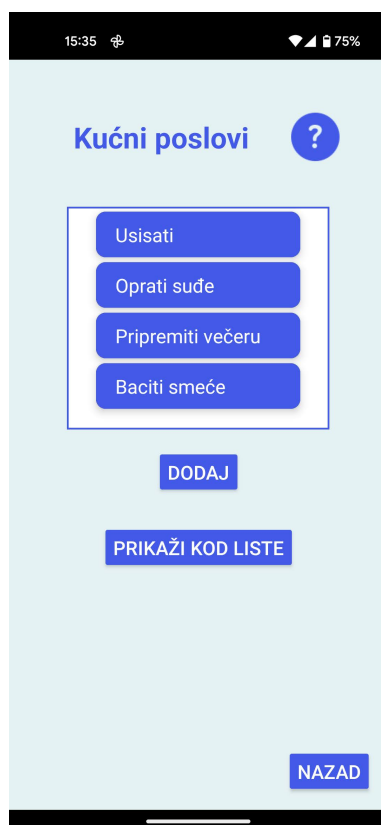 15:35 75%
Kućni poslovi ?
Usisati
Oprati suđe
Pripremiti večeru
Baciti smeće
DODAJ
PRIKAŽI KOD LISTE
NAZAD